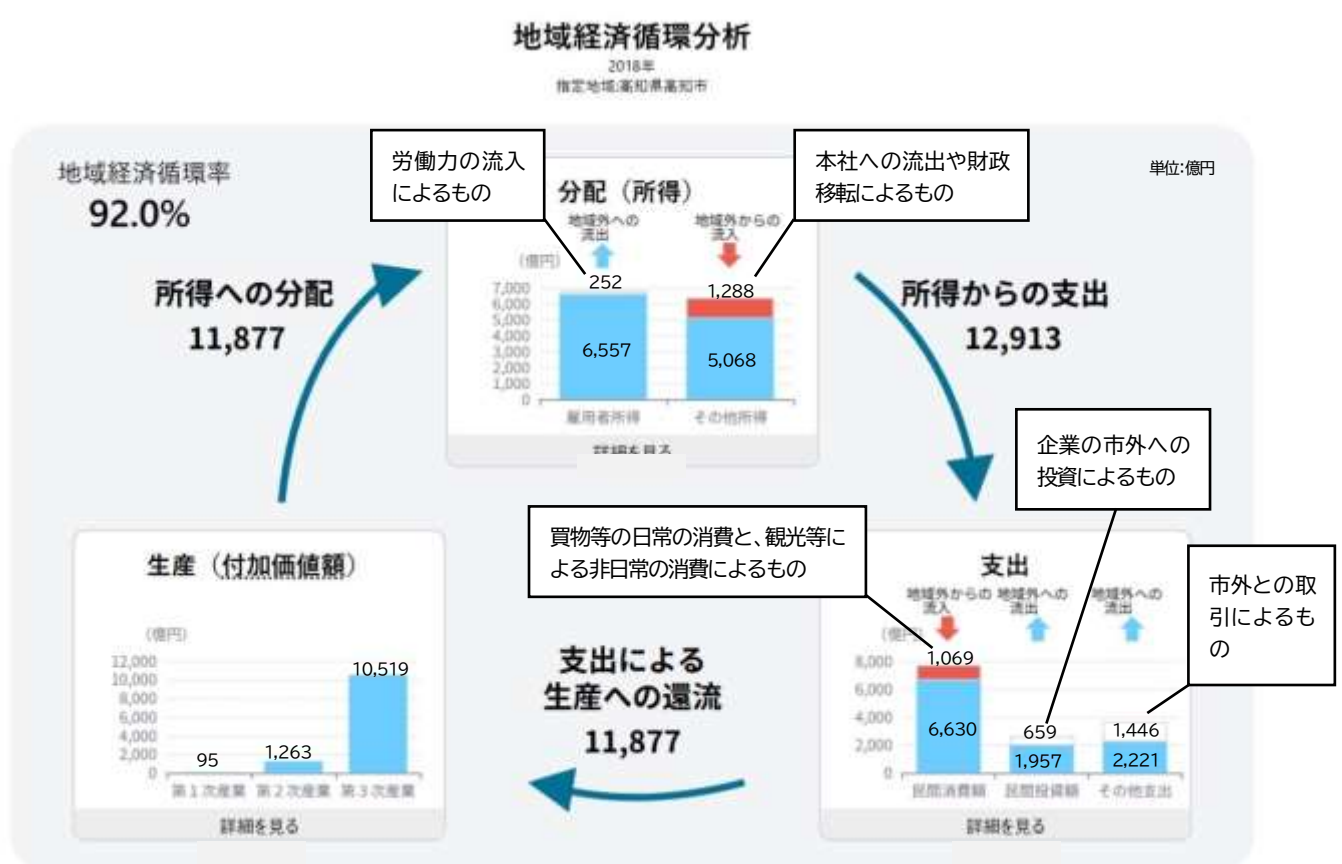 地域経済循環分析
2018年
指定地域:高知県高知市
地域経済循環率
92.0%
単位:億円
労働力の流入
によるもの
本社への流出や財政
移転によるもの
分配（所得）
地域外への
流出
地域外からの
流入
（億円）
7,000
6,000
5,000
4,000
3,000
2,000
1,000
0
252
6,557
1,288
5,068
雇用者所得
その他所得
詳細を見る
所得への分配
11,877
所得からの支出
12,913
企業の市外への
投資によるもの
買物等の日常の消費と、観光等に
よる非日常の消費によるもの
市外との取
引によるも
の
生産（付加価値額）
（億円）
12,000
10,000
8,000
6,000
4,000
2,000
0
95
1,263
10,519
第１次産業
第２次産業
第３次産業
詳細を見る
支出による
生産への還流
11,877
支出
地域外からの
流入
地域外への
流出
地域外への
流出
（億円）
8,000
6,000
4,000
2,000
0
1,069
6,630
659
1,957
1,446
2,221
民間消費額
民間投資額
その他支出
詳細を見る